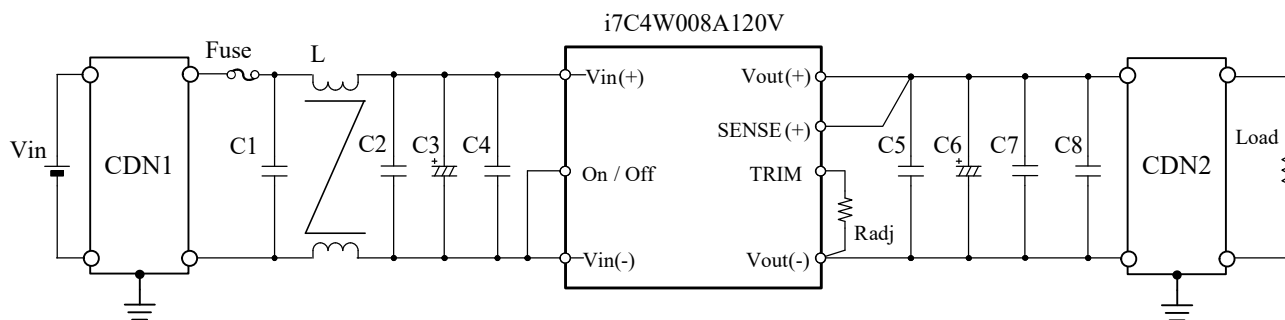 i7C4W008A120V
Fuse
L
Vin(+)
Vout(+)
SENSE(+)
Vin
CDN1
C1
C2
C3
+
C4
On / Off
TRIM
C5
C6
+
C7
C8
CDN2
Load
Radj
Vin(-)
Vout(-)